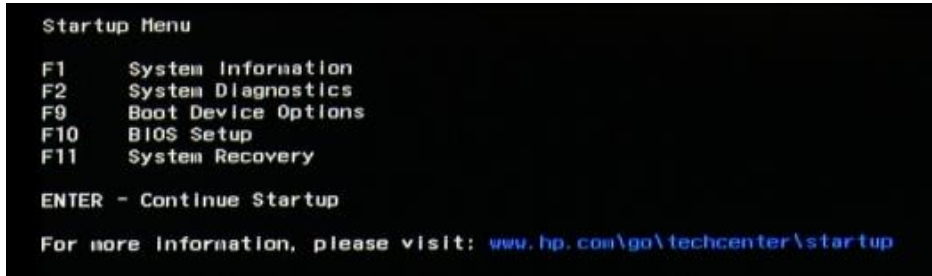 Startup Menu
F1 System Information
F2 System Diagnostics
F9 Boot Device Options
F10 BIOS Setup
F11 System Recovery
ENTER - Continue Startup
For more information, please visit: www.hp.com\go\techcenter\startup